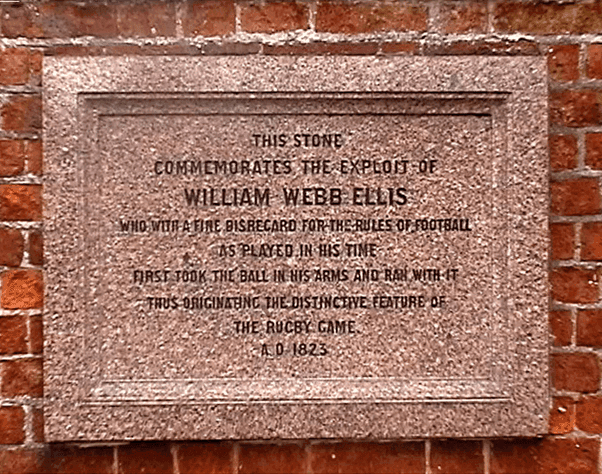 THIS STONE
COMMEMORATES THE EXPLOIT OF
WILLIAM WEBB ELLIS
WHO WITH A FINE DISREGARD FOR THE RULES OF FOOTBALL
AS PLAYED IN HIS TIME
FIRST TOOK THE BALL IN HIS ARMS AND RAN WITH IT
THUS ORIGINATING THE DISTINCTIVE FEATURE OF
THE RUGBY GAME.
A.D. 1823